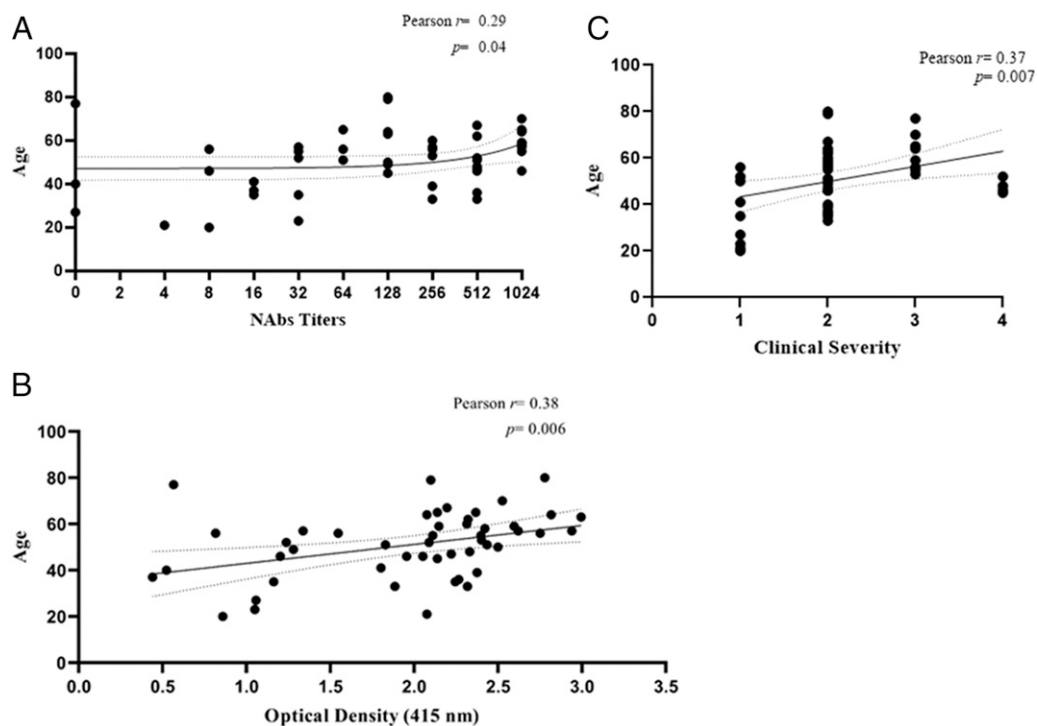 A
Pearson r= 0.29
p= 0.04
100
80
60
40
20
0
Age
0 2 4 8 16 32 64 128 256 512 1024
NAbs Titers
C
Pearson r= 0.37
p= 0.007
100
80
60
40
20
0
Age
0 1 2 3 4
Clinical Severity
B
Pearson r= 0.38
p= 0.006
100
80
60
40
20
0
Age
0.0 0.5 1.0 1.5 2.0 2.5 3.0 3.5
Optical Density (415 nm)